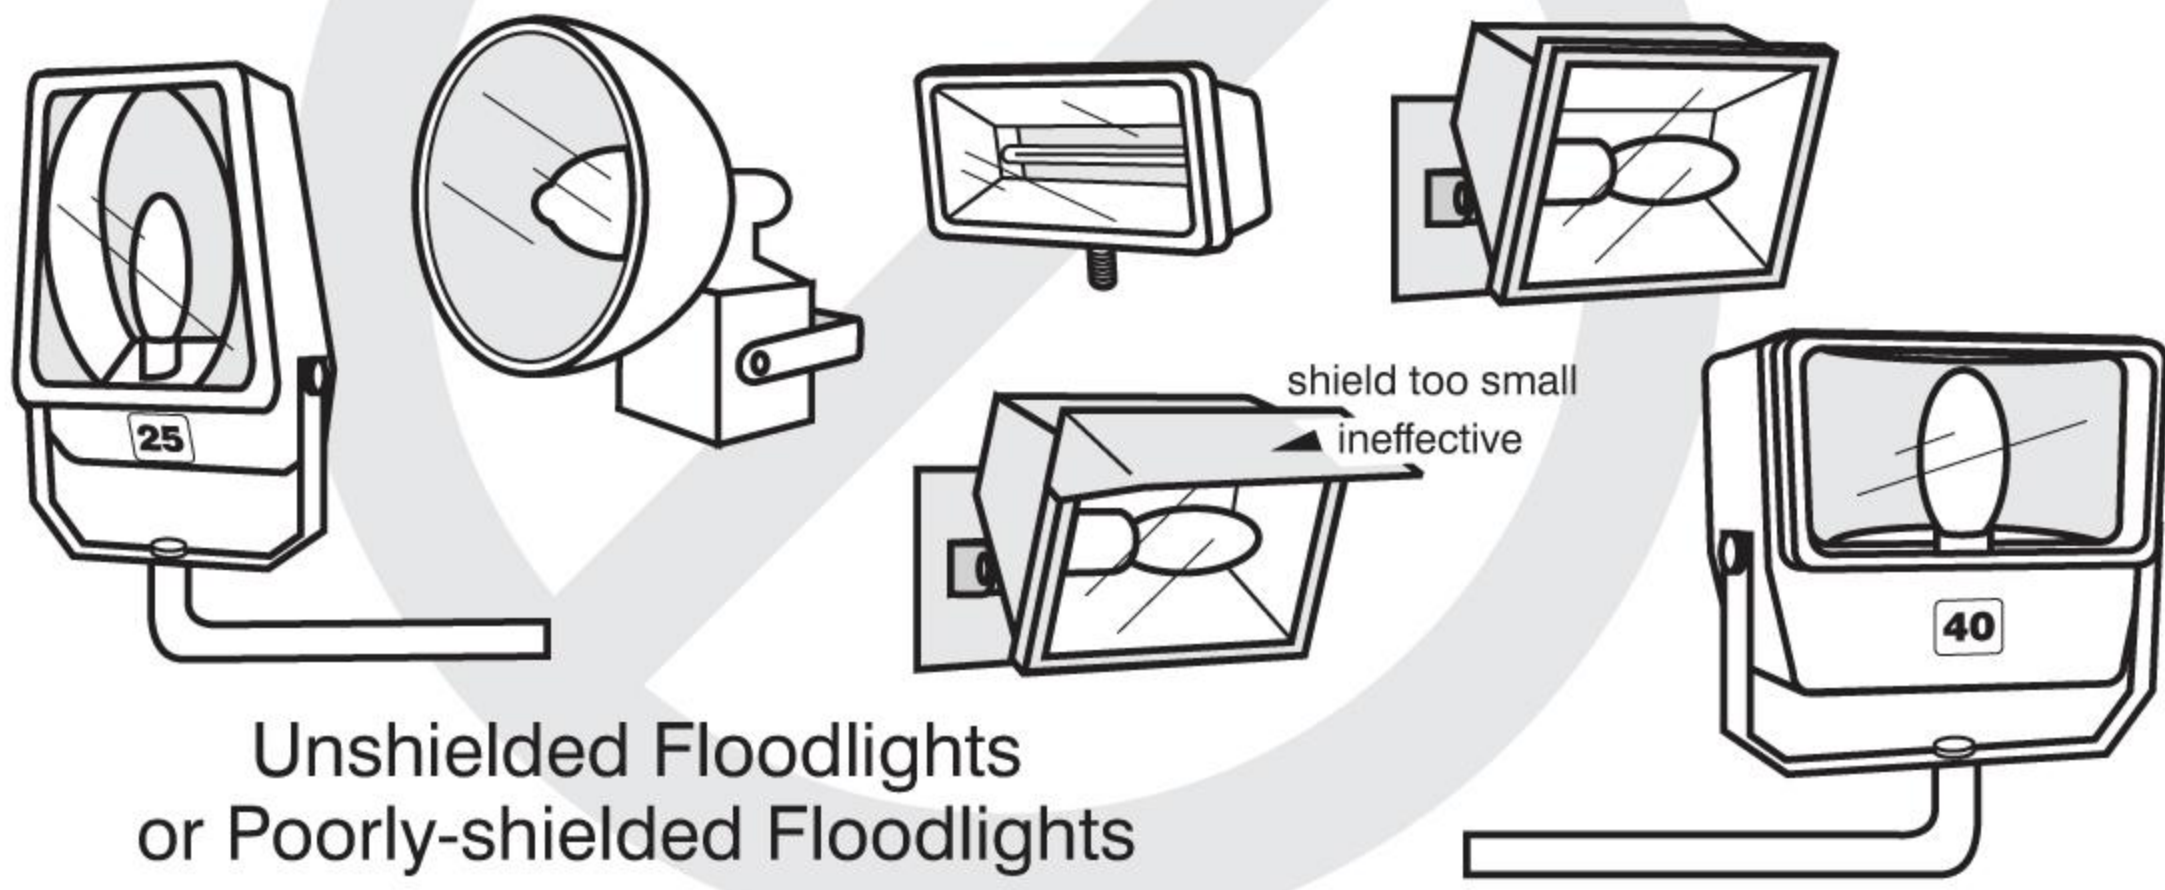 25
shield too small
ineffective
40
Unshielded Floodlights
or Poorly-shielded Floodlights